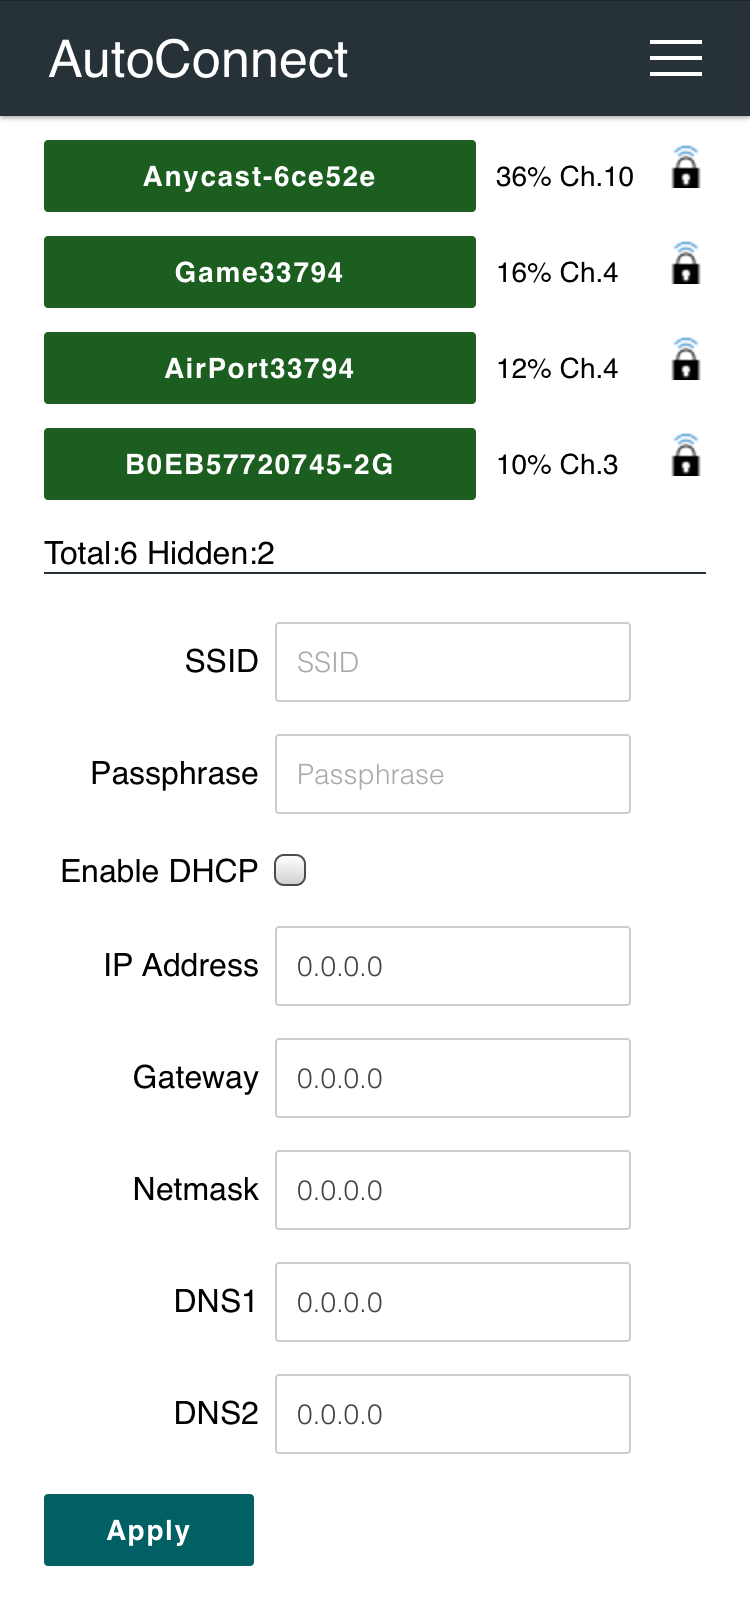 AutoConnect
Anycast-6ce52e 36% Ch.10
Game33794 16% Ch.4
AirPort33794 12% Ch.4
B0EB57720745-2G 10% Ch.3
Total:6 Hidden:2
SSID SSID
Passphrase Passphrase
Enable DHCP
IP Address 0.0.0.0
Gateway 0.0.0.0
Netmask 0.0.0.0
DNS1 0.0.0.0
DNS2 0.0.0.0
Apply